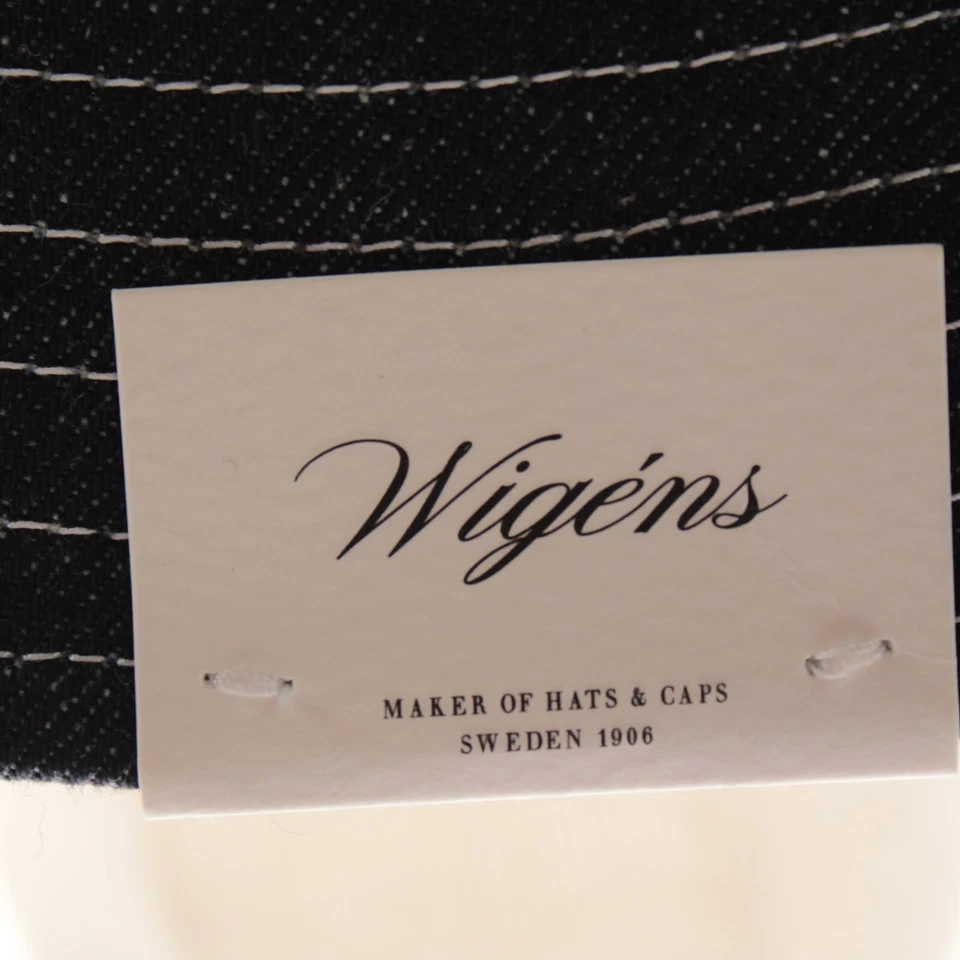 Wigéns
MAKER OF HATS & CAPS
SWEDEN 1906